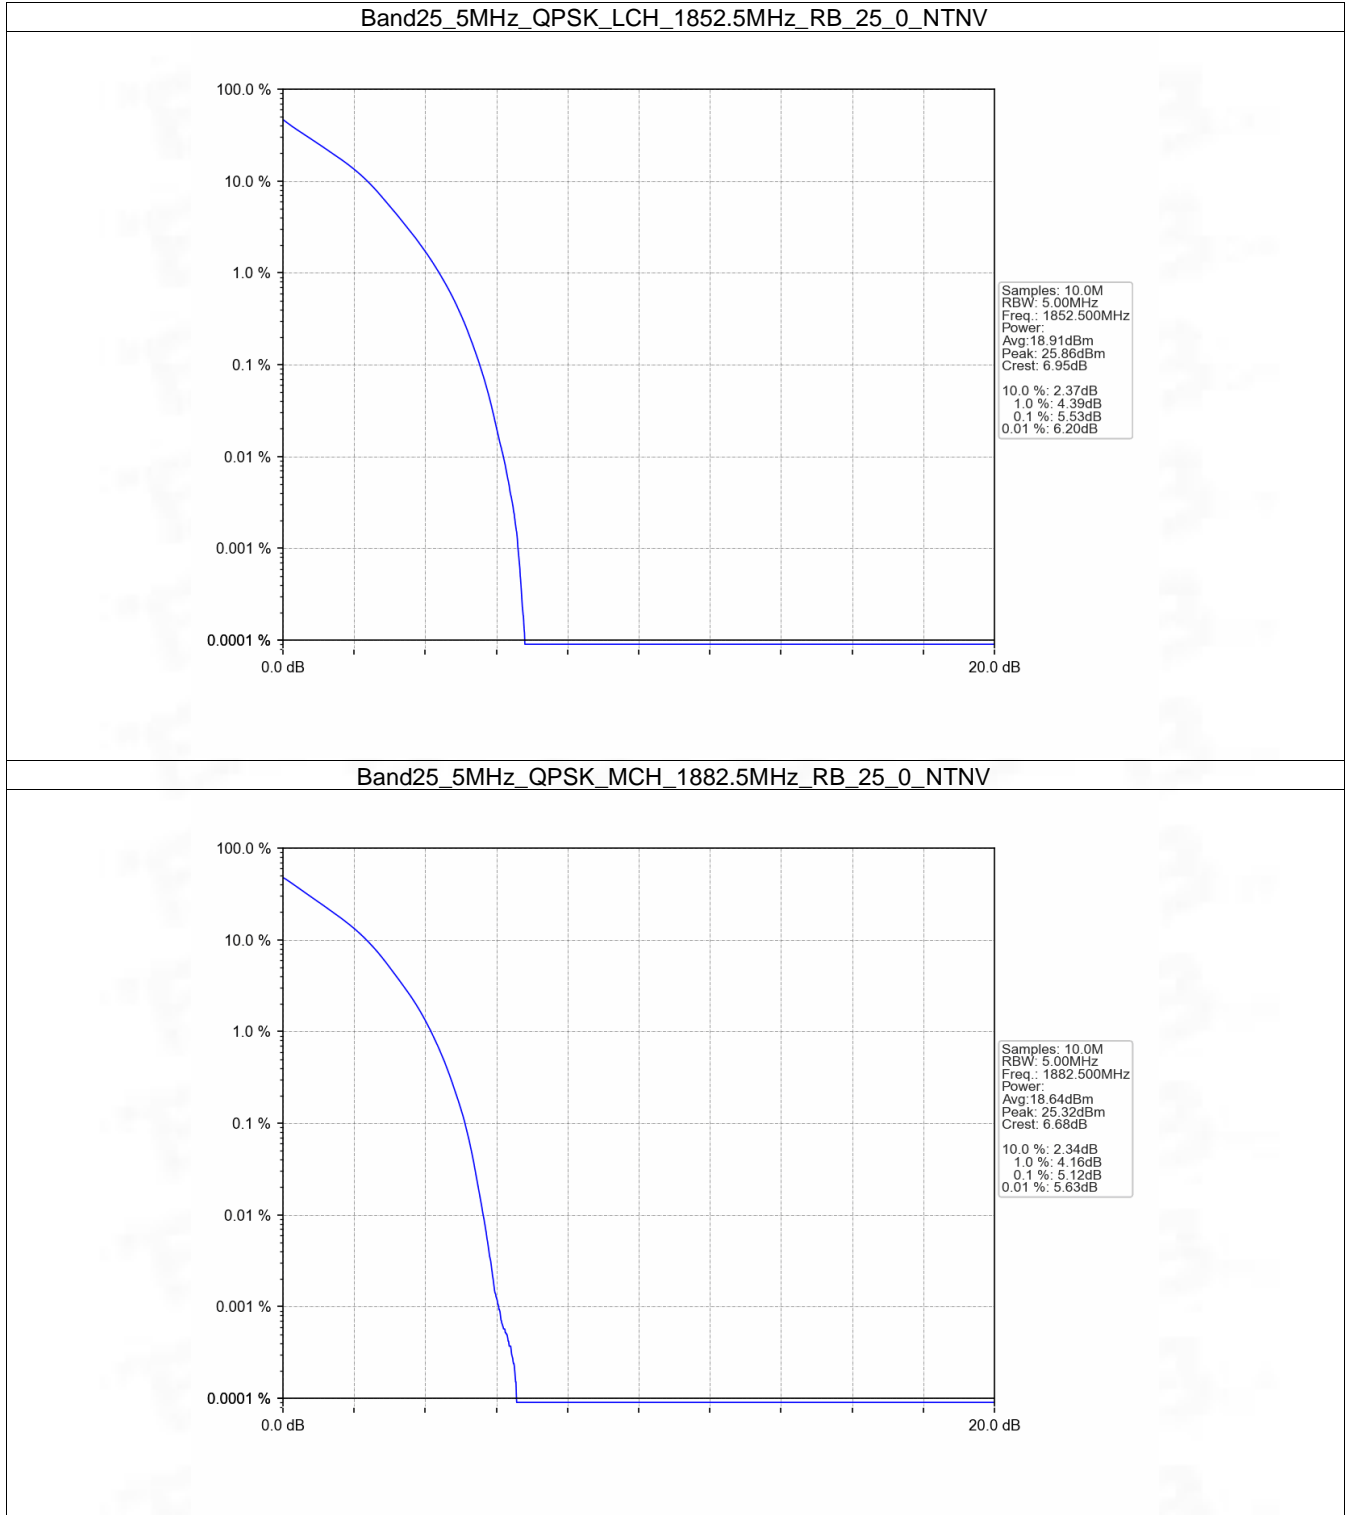 Band25_5MHz_QPSK_LCH_1852.5MHz_RB_25_0_NTNV
100.0 %
10.0 %
1.0 %
0.1 %
0.01 %
0.001 %
0.0001 %
0.0 dB
20.0 dB
Samples: 10.0M
RBW: 5.00MHz
Freq.: 1852.500MHz
Power:
Avg:18.91dBm
Peak: 25.86dBm
Crest: 6.95dB
10.0 %: 2.37dB
1.0 %: 4.39dB
0.1 %: 5.53dB
0.01 %: 6.20dB
Band25_5MHz_QPSK_MCH_1882.5MHz_RB_25_0_NTNV
100.0 %
10.0 %
1.0 %
0.1 %
0.01 %
0.001 %
0.0001 %
0.0 dB
20.0 dB
Samples: 10.0M
RBW: 5.00MHz
Freq.: 1882.500MHz
Power:
Avg:18.64dBm
Peak: 25.32dBm
Crest: 6.68dB
10.0 %: 2.34dB
1.0 %: 4.16dB
0.1 %: 5.12dB
0.01 %: 5.63dB